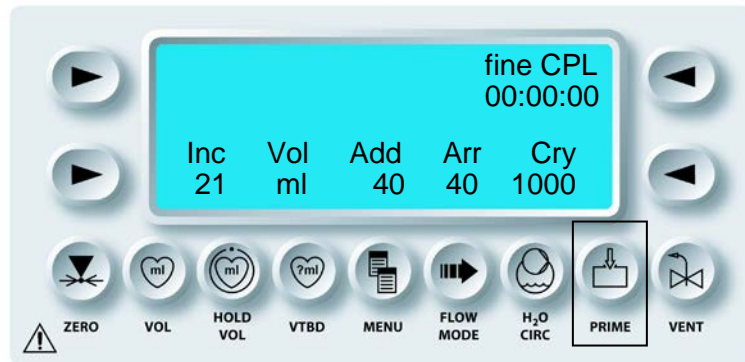 fine CPL
00:00:00
Inc Vol Add Arr Cry
21 ml 40 40 1000
ml ml ?ml
ZERO VOL HOLD VOL VTBD MENU FLOW MODE H₂O CIRC PRIME VENT